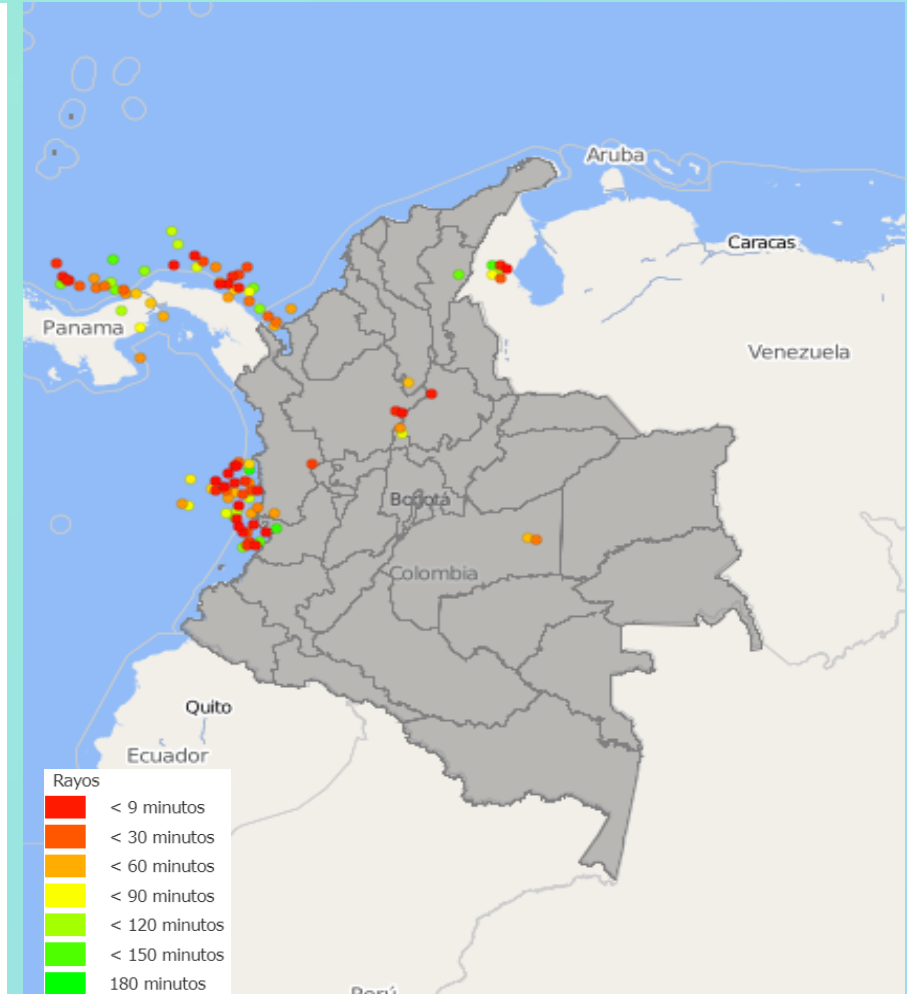 Aruba
Caracas
Panama
Venezuela
Bogotá
Colombia
Quito
Ecuador
Rayos
< 9 minutos
< 30 minutos
< 60 minutos
< 90 minutos
< 120 minutos
< 150 minutos
180 minutos
Perú